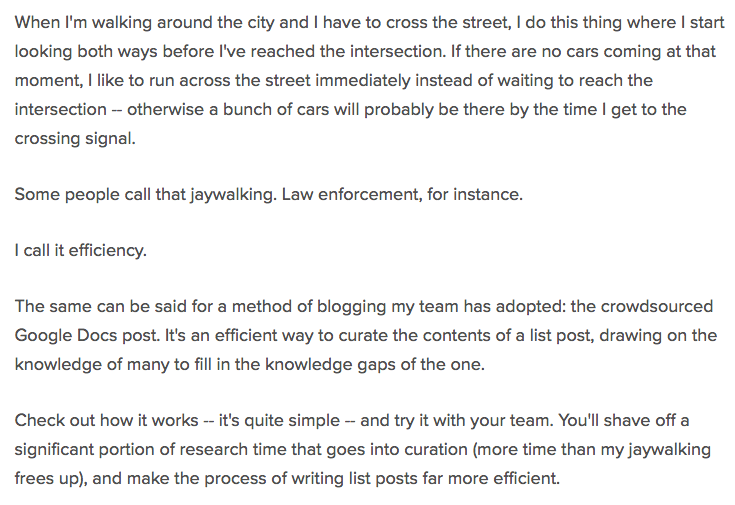 When I'm walking around the city and I have to cross the street, I do this thing where I start
looking both ways before I've reached the intersection. If there are no cars coming at that
moment, I like to run across the street immediately instead of waiting to reach the
intersection -- otherwise a bunch of cars will probably be there by the time I get to the
crossing signal.
Some people call that jaywalking. Law enforcement, for instance.
I call it efficiency.
The same can be said for a method of blogging my team has adopted: the crowdsourced
Google Docs post. It's an efficient way to curate the contents of a list post, drawing on the
knowledge of many to fill in the knowledge gaps of the one.
Check out how it works -- it's quite simple -- and try it with your team. You'll shave off a
significant portion of research time that goes into curation (more time than my jaywalking
frees up), and make the process of writing list posts far more efficient.